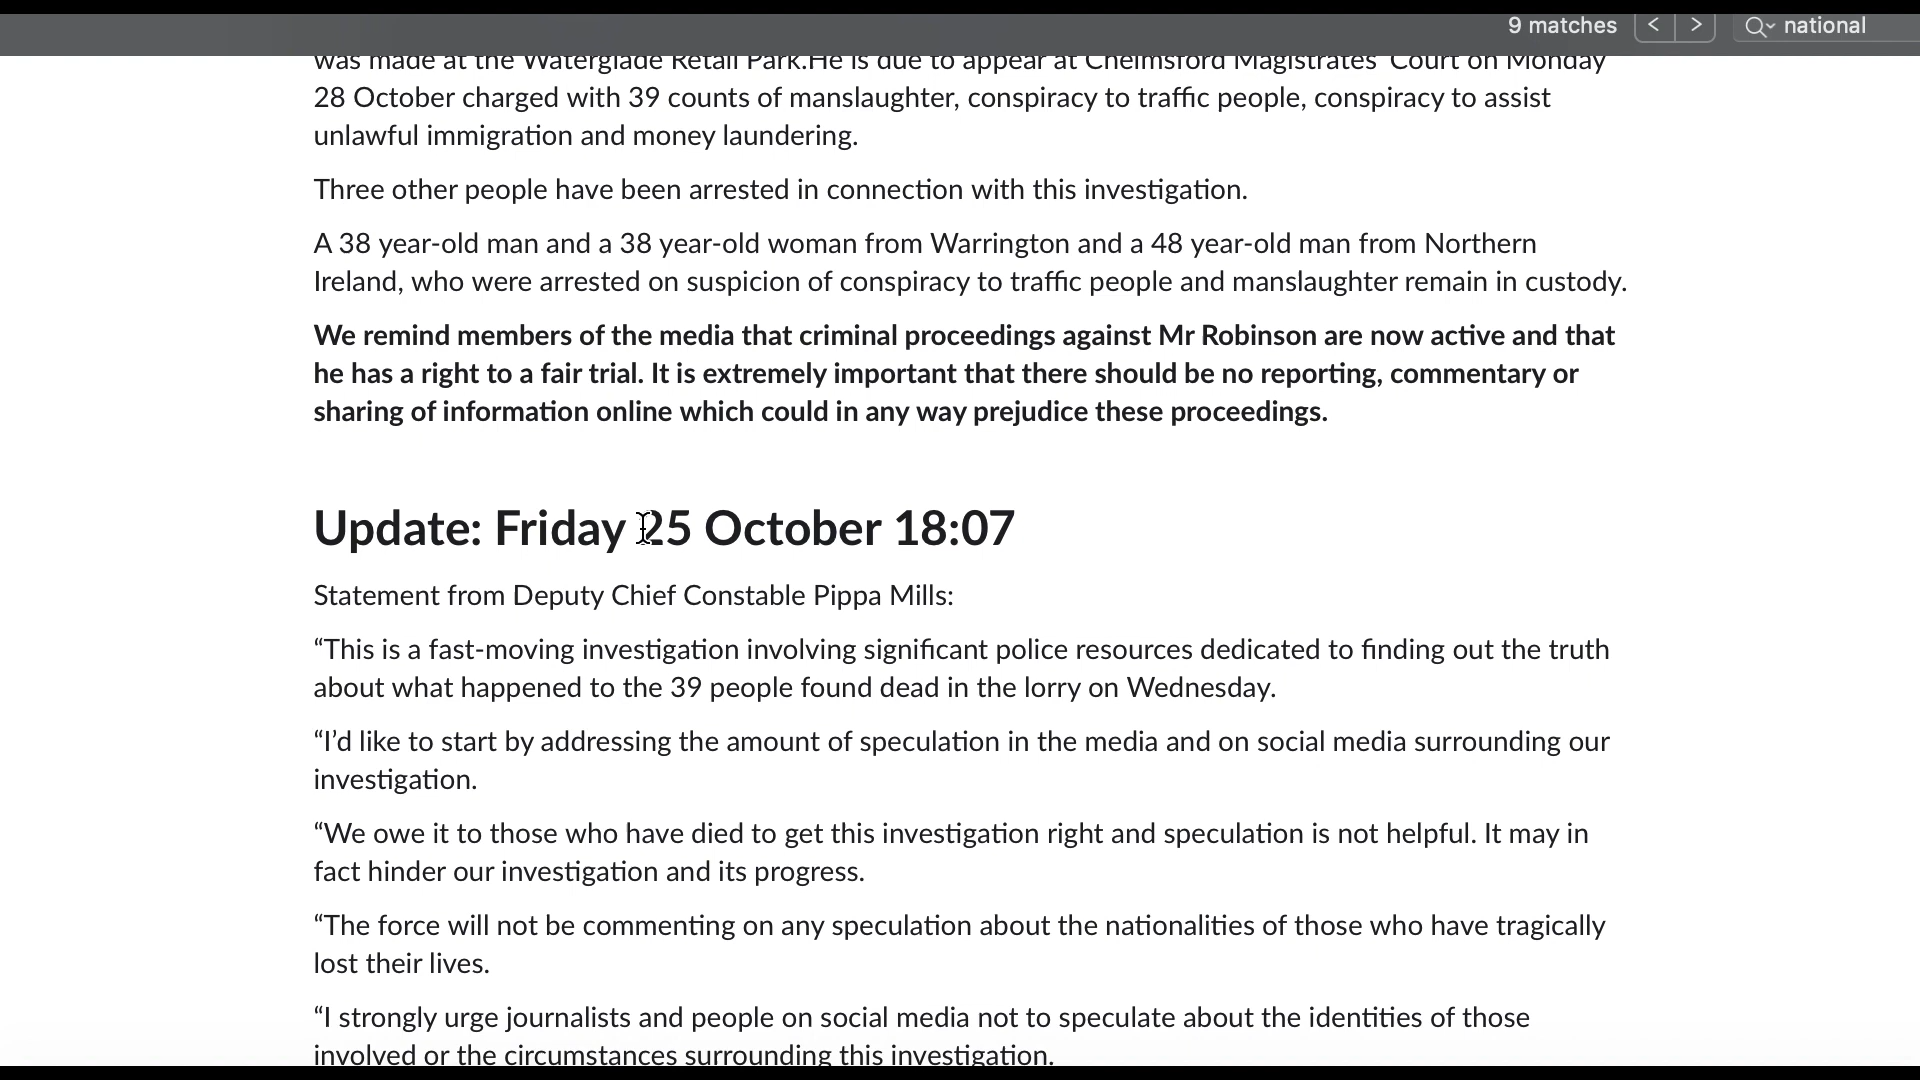 9 matches < > national
was made at the Waterglade Retail Park.He is due to appear at Chelmsford Magistrates' Court on Monday
28 October charged with 39 counts of manslaughter, conspiracy to traffic people, conspiracy to assist
unlawful immigration and money laundering.
Three other people have been arrested in connection with this investigation.
A 38 year-old man and a 38 year-old woman from Warrington and a 48 year-old man from Northern
Ireland, who were arrested on suspicion of conspiracy to traffic people and manslaughter remain in custody.
We remind members of the media that criminal proceedings against Mr Robinson are now active and that
he has a right to a fair trial. It is extremely important that there should be no reporting, commentary or
sharing of information online which could in any way prejudice these proceedings.
Update: Friday 25 October 18:07
Statement from Deputy Chief Constable Pippa Mills:
“This is a fast-moving investigation involving significant police resources dedicated to finding out the truth
about what happened to the 39 people found dead in the lorry on Wednesday.
“I’d like to start by addressing the amount of speculation in the media and on social media surrounding our
investigation.
“We owe it to those who have died to get this investigation right and speculation is not helpful. It may in
fact hinder our investigation and its progress.
“The force will not be commenting on any speculation about the nationalities of those who have tragically
lost their lives.
“I strongly urge journalists and people on social media not to speculate about the identities of those
involved or the circumstances surrounding this investigation.